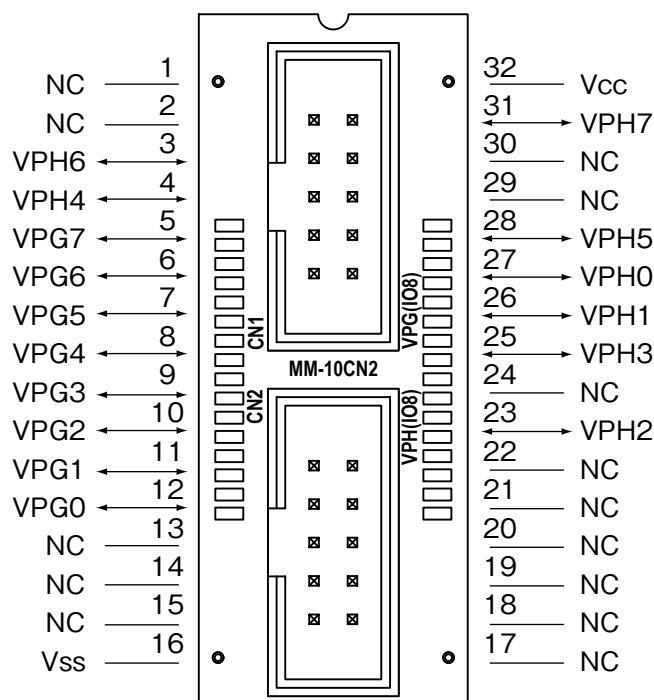 NC 1
NC 2
VPH6 3
VPH4 4
VPG7 5
VPG6 6
VPG5 7
VPG4 8
VPG3 9
VPG2 10
VPG1 11
VPG0 12
NC 13
NC 14
NC 15
Vss 16
CN1
VPG(IO8)
MM-10CN2
CN2
VPH(IO8)
32 Vcc
31 VPH7
30 NC
29 NC
28 VPH5
27 VPH0
26 VPH1
25 VPH3
24 NC
23 VPH2
22 NC
21 NC
20 NC
19 NC
18 NC
17 NC